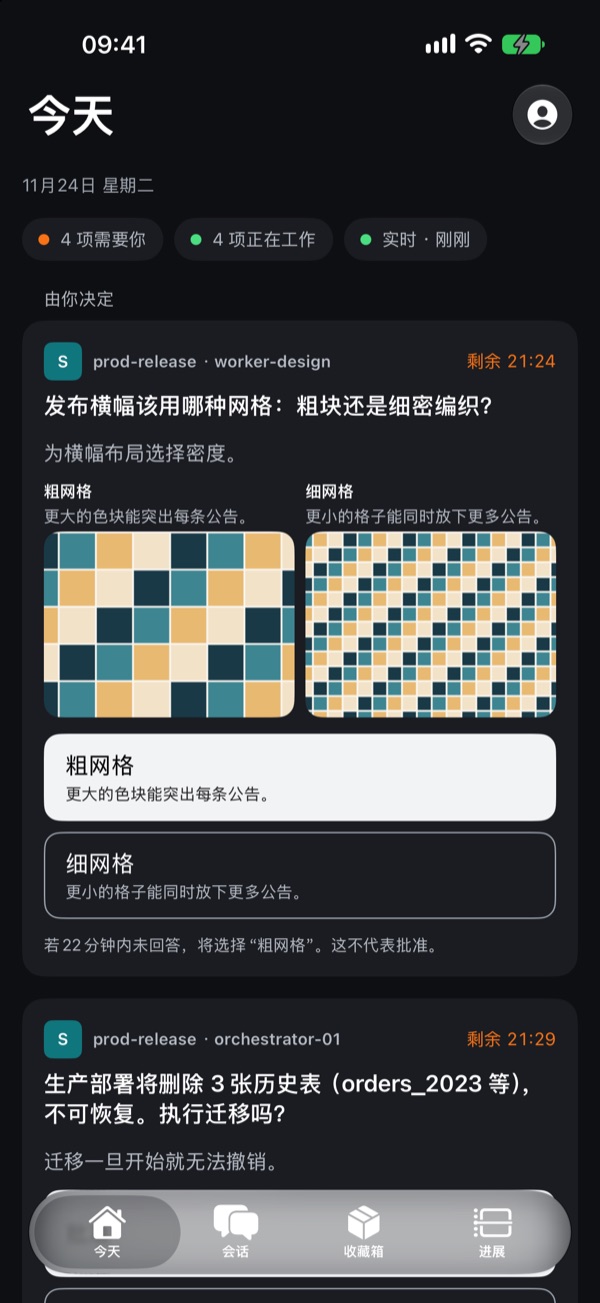 09:41
今天
11月24日 星期二
4 项需要你
4 项正在工作
实时 · 刚刚
由你决定
S
prod-release · worker-design
剩余 21:24
发布横幅该用哪种网格：粗块还是细密编织？
为横幅布局选择密度。
粗网格
更大的色块能突出每条公告。
细网格
更小的格子能同时放下更多公告。
粗网格
更大的色块能突出每条公告。
细网格
更小的格子能同时放下更多公告。
若 22 分钟内未回答，将选择 “粗网格”。这不代表批准。
S
prod-release · orchestrator-01
剩余 21:29
生产部署将删除 3 张历史表（orders_2023 等），
不可恢复。执行迁移吗？
迁移一旦开始就无法撤销。
今天
会话
收藏箱
进展